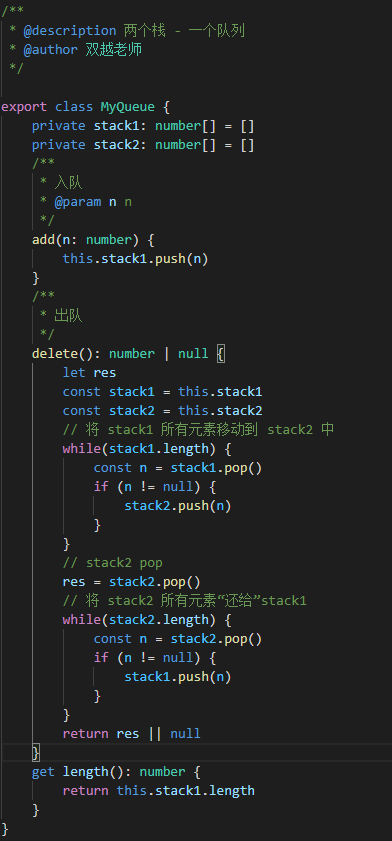 /**
 * @description 两个栈 - 一个队列
 * @author 双越老师
 */

export class MyQueue {
    private stack1: number[] = []
    private stack2: number[] = []
    /**
     * 入队
     * @param n n
     */
    add(n: number) {
        this.stack1.push(n)
    }
    /**
     * 出队
     */
    delete(): number | null {
        let res
        const stack1 = this.stack1
        const stack2 = this.stack2
        // 将 stack1 所有元素移动到 stack2 中
        while(stack1.length) {
            const n = stack1.pop()
            if (n != null) {
                stack2.push(n)
            }
        }
        // stack2 pop
        res = stack2.pop()
        // 将 stack2 所有元素“还给”stack1
        while(stack2.length) {
            const n = stack2.pop()
            if (n != null) {
                stack1.push(n)
            }
        }
        return res || null
    }
    get length(): number {
        return this.stack1.length
    }
}